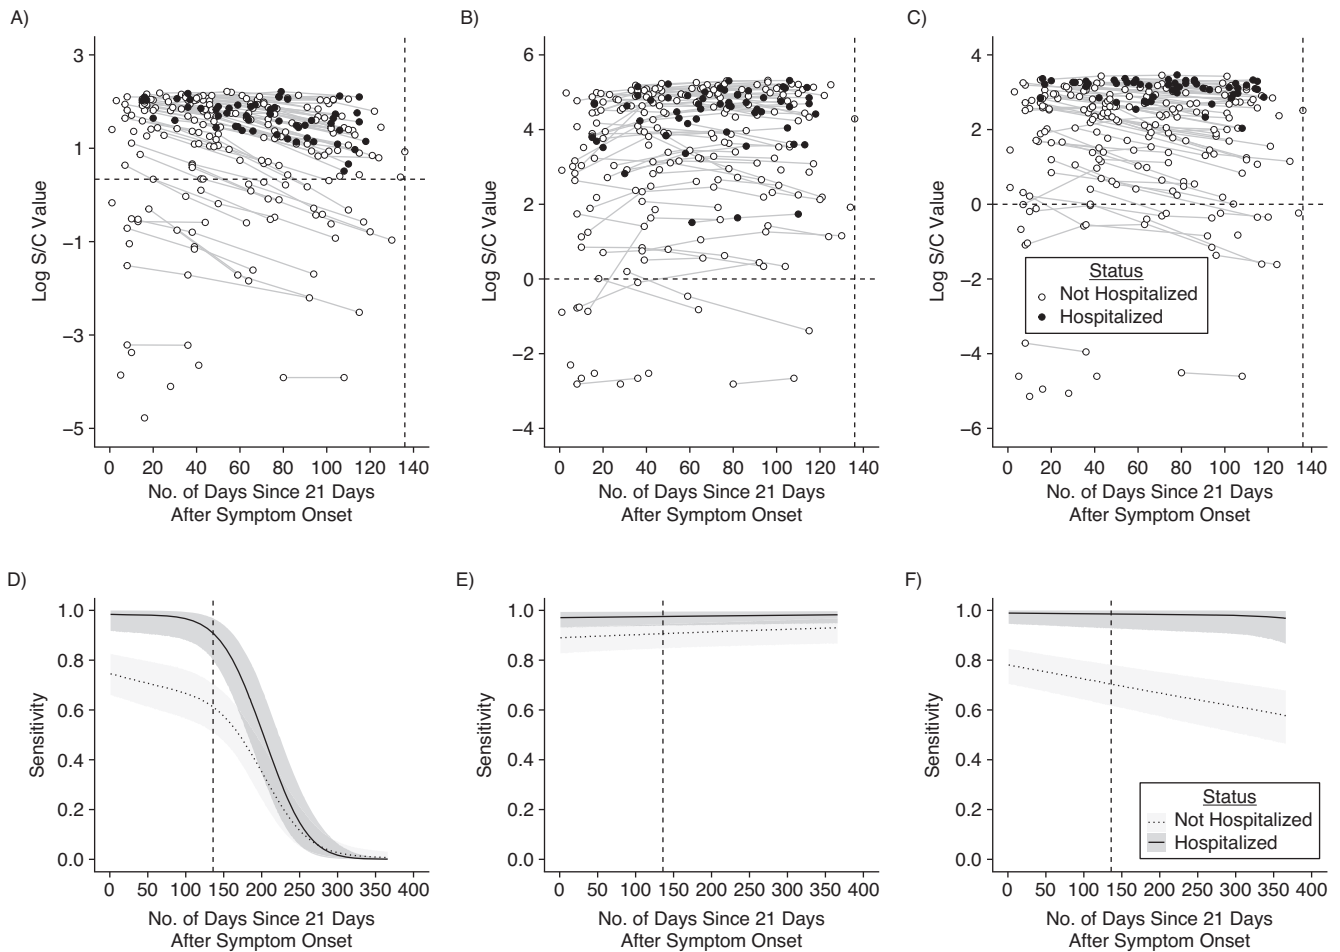 A)
3
1
−1
−3
−5
Log S/C Value
0 20 40 60 80 100 120 140
No. of Days Since 21 Days
After Symptom Onset
B)
6
4
2
0
−2
−4
Log S/C Value
0 20 40 60 80 100 120 140
No. of Days Since 21 Days
After Symptom Onset
C)
4
2
0
−2
−4
−6
Log S/C Value
Status
Not Hospitalized
Hospitalized
0 20 40 60 80 100 120 140
No. of Days Since 21 Days
After Symptom Onset
D)
1.0
0.8
0.6
0.4
0.2
0.0
Sensitivity
0 50 100 150 200 250 300 350 400
No. of Days Since 21 Days
After Symptom Onset
E)
1.0
0.8
0.6
0.4
0.2
0.0
Sensitivity
0 50 100 150 200 250 300 350 400
No. of Days Since 21 Days
After Symptom Onset
F)
1.0
0.8
0.6
0.4
0.2
0.0
Sensitivity
Status
Not Hospitalized
Hospitalized
0 50 100 150 200 250 300 350 400
No. of Days Since 21 Days
After Symptom Onset